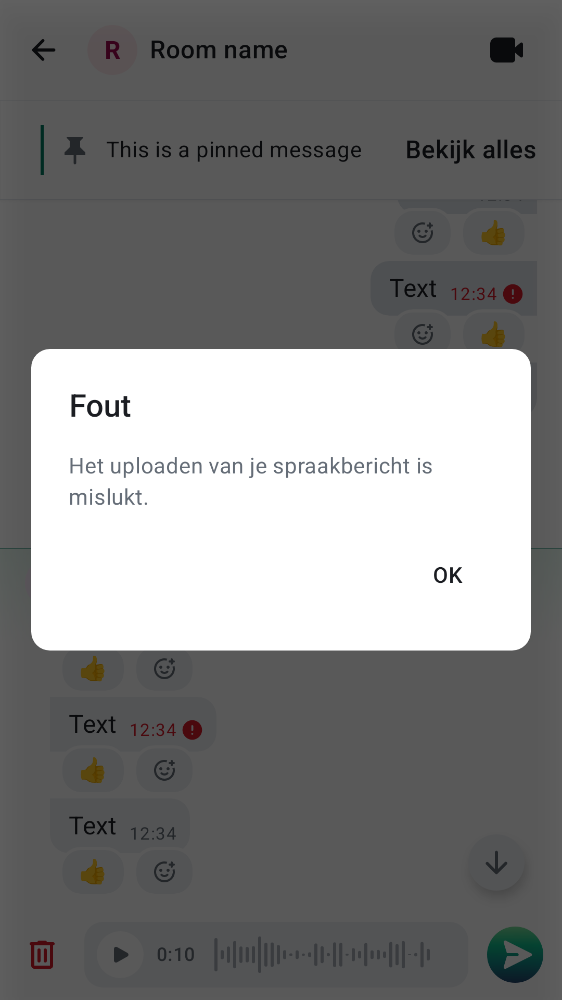 R
Room name
This is a pinned message
Bekijk alles
Text 12:34
Fout
Het uploaden van je spraakbericht is
mislukt.
OK
Text 12:34
Text 12:34
0:10